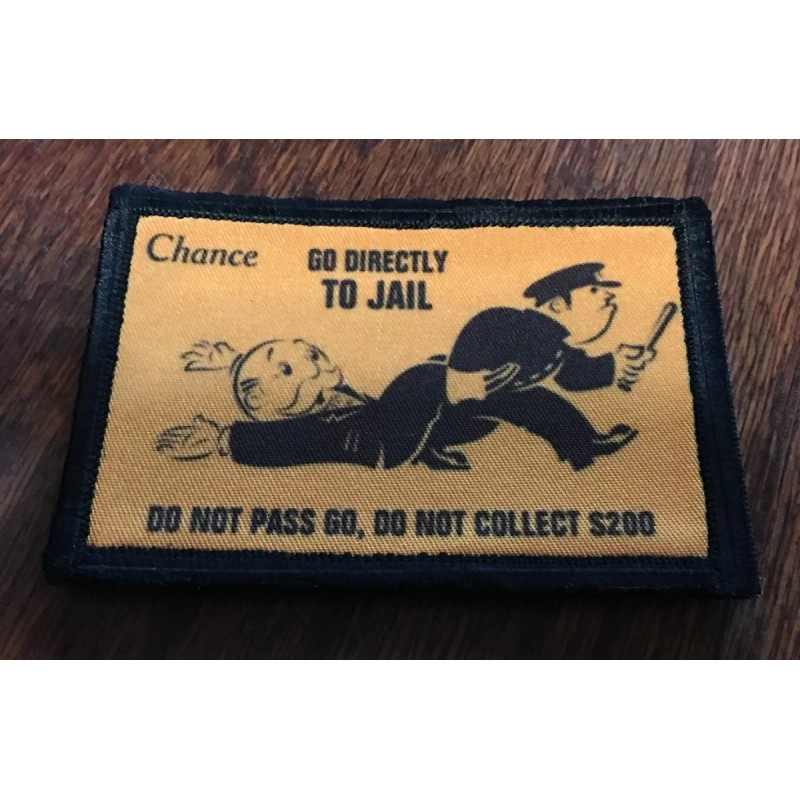 Chance
GO DIRECTLY
TO JAIL
DO NOT PASS GO, DO NOT COLLECT $200